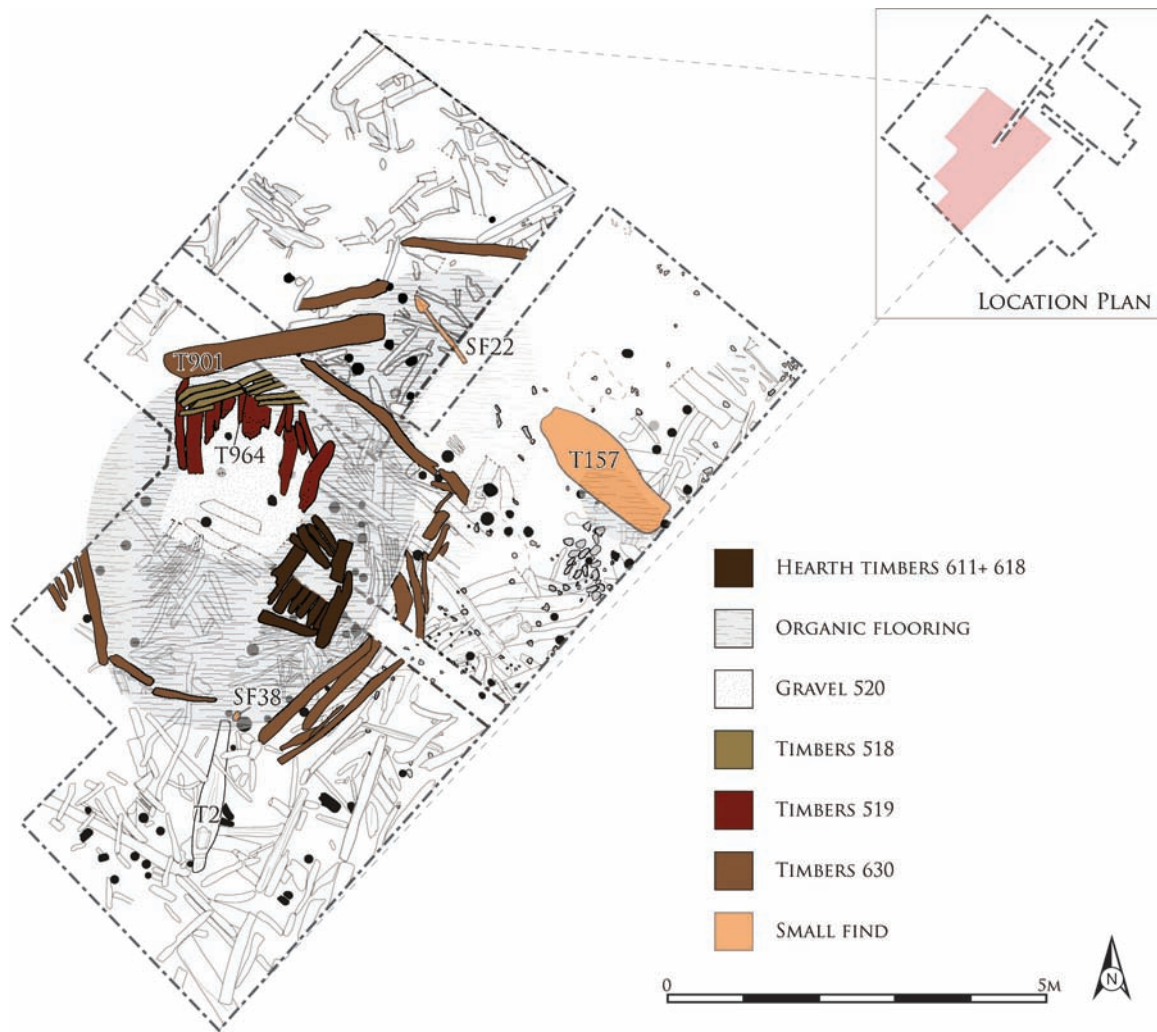 LOCATION PLAN
SF22
T901
T964
T157
SF38
T2
HEARTH TIMBERS 611+ 618
ORGANIC FLOORING
GRAVEL 520
TIMBERS 518
TIMBERS 519
TIMBERS 630
SMALL FIND
0 5M
N